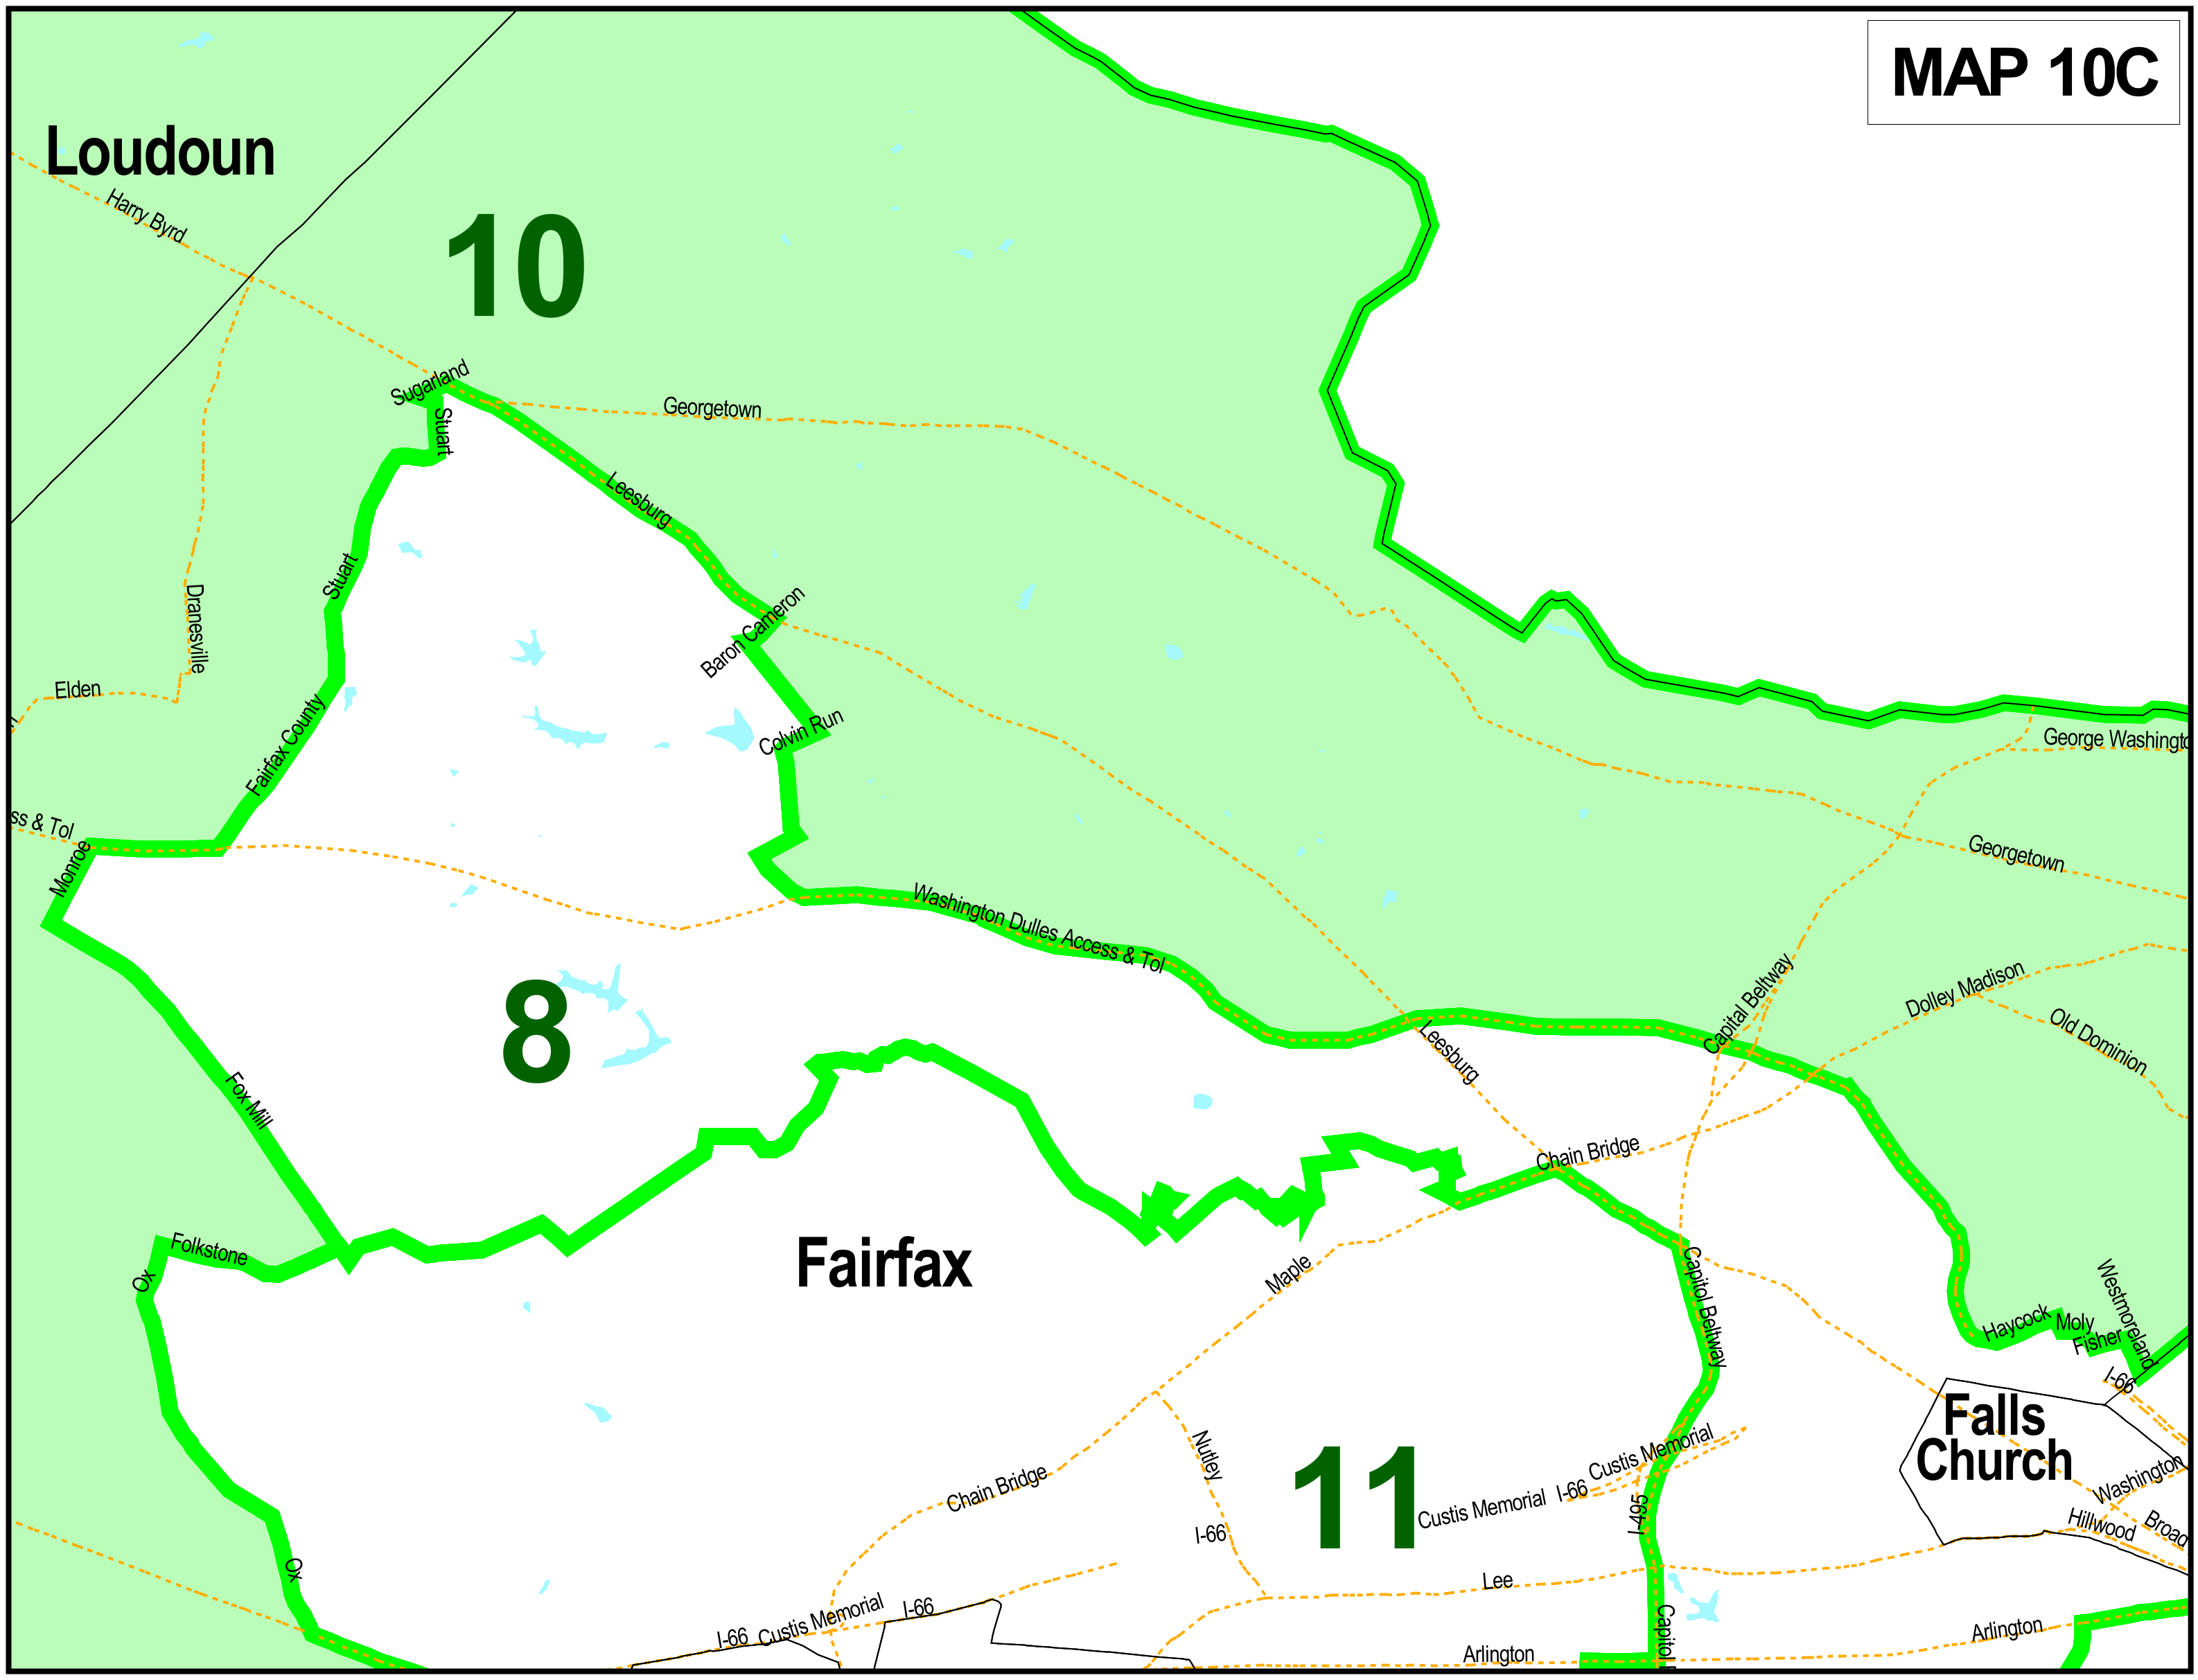 MAP 10C
Loudoun
Harry Byrd
10
Sugarland
Stuart
Georgetown
Leesburg
Stuart
Dranesville
Baron Cameron
Elden
Fairfax County
Colvin Run
George Washingto
ss & Tol
Monroe
Georgetown
Washington Dulles Access & Tol
Capital Beltway
Dolley Madison
Old Dominion
8
Leesburg
Fox Mill
Chain Bridge
Folkstone
Ox
Fairfax
Maple
Capitol Beltway
Westmoreland
Haycock
Moly
Fisher
I-66
Falls
Church
Nutley
Custis Memorial
I-66
Custis Memorial
Chain Bridge
11
I-495
Washington
Hillwood
Broad
I-66
Ox
Lee
I-66
Custis Memorial
I-66
Capitol
Arlington
Arlington